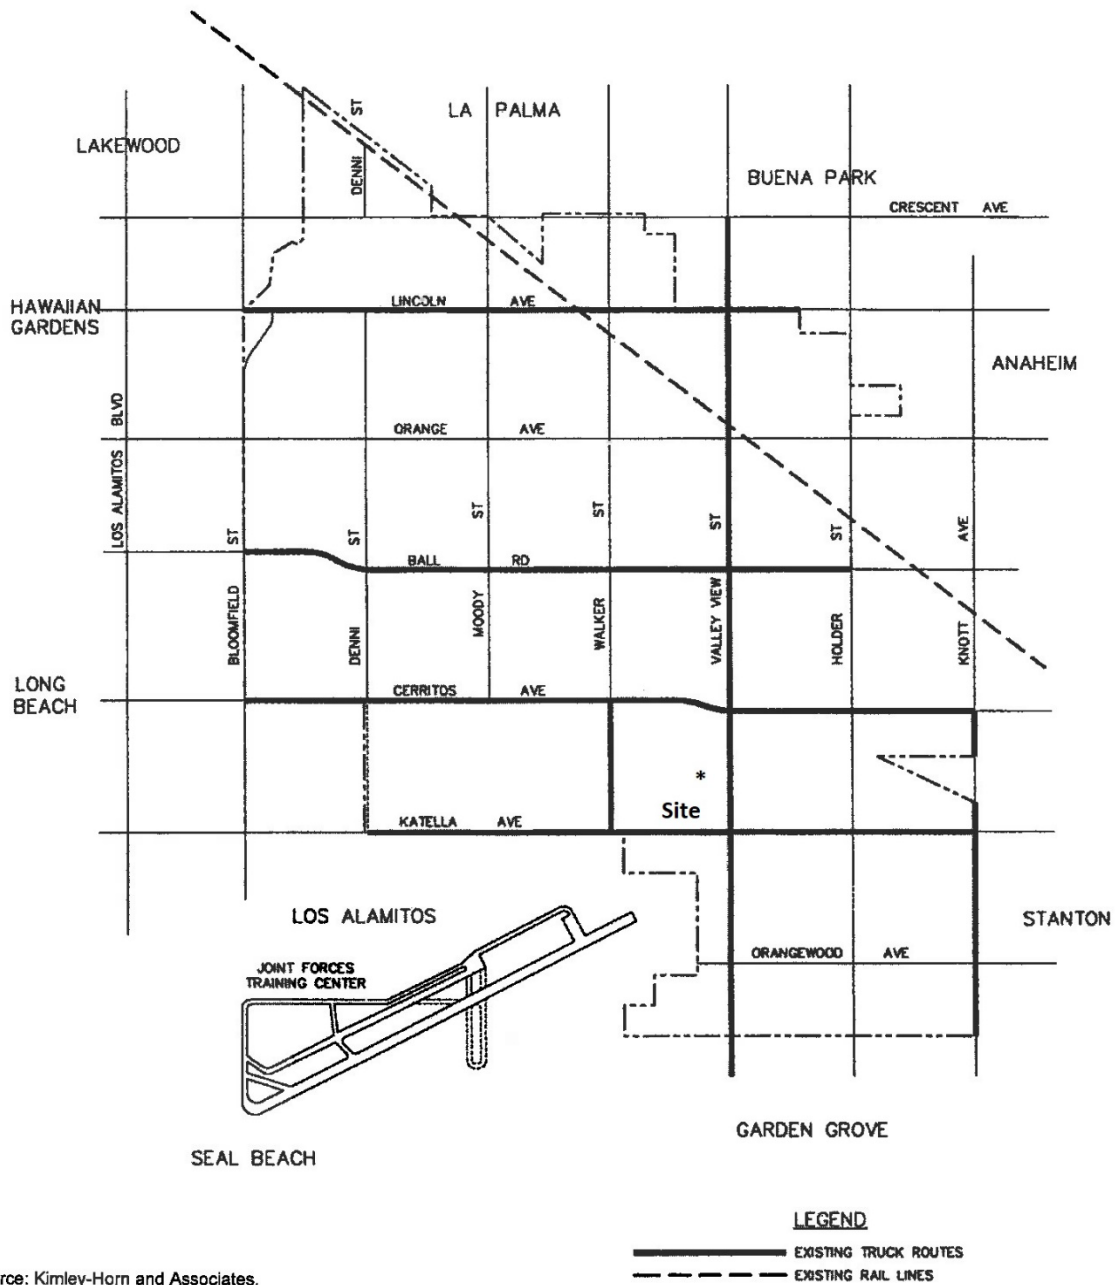 LA PALMA
LAKEWOOD
DENNI ST
BUENA PARK
CRESCENT AVE
HAWAIIAN
GARDENS
LINCOLN AVE
ANAHEIM
LOS ALAMITOS BLVD
ORANGE AVE
BLOOMFIELD ST
DENNI ST
MOODY ST
WALKER ST
VALLEY VIEW ST
HOLDER ST
KNOTT AVE
BALL RD
LONG
BEACH
CERRITOS AVE
*
Site
KATELLA AVE
LOS ALAMITOS
STANTON
JOINT FORCES
TRAINING CENTER
ORANGEWOOD AVE
GARDEN GROVE
SEAL BEACH
LEGEND
EXISTING TRUCK ROUTES
EXISTING RAIL LINES
rce: Kimley-Horn and Associates.